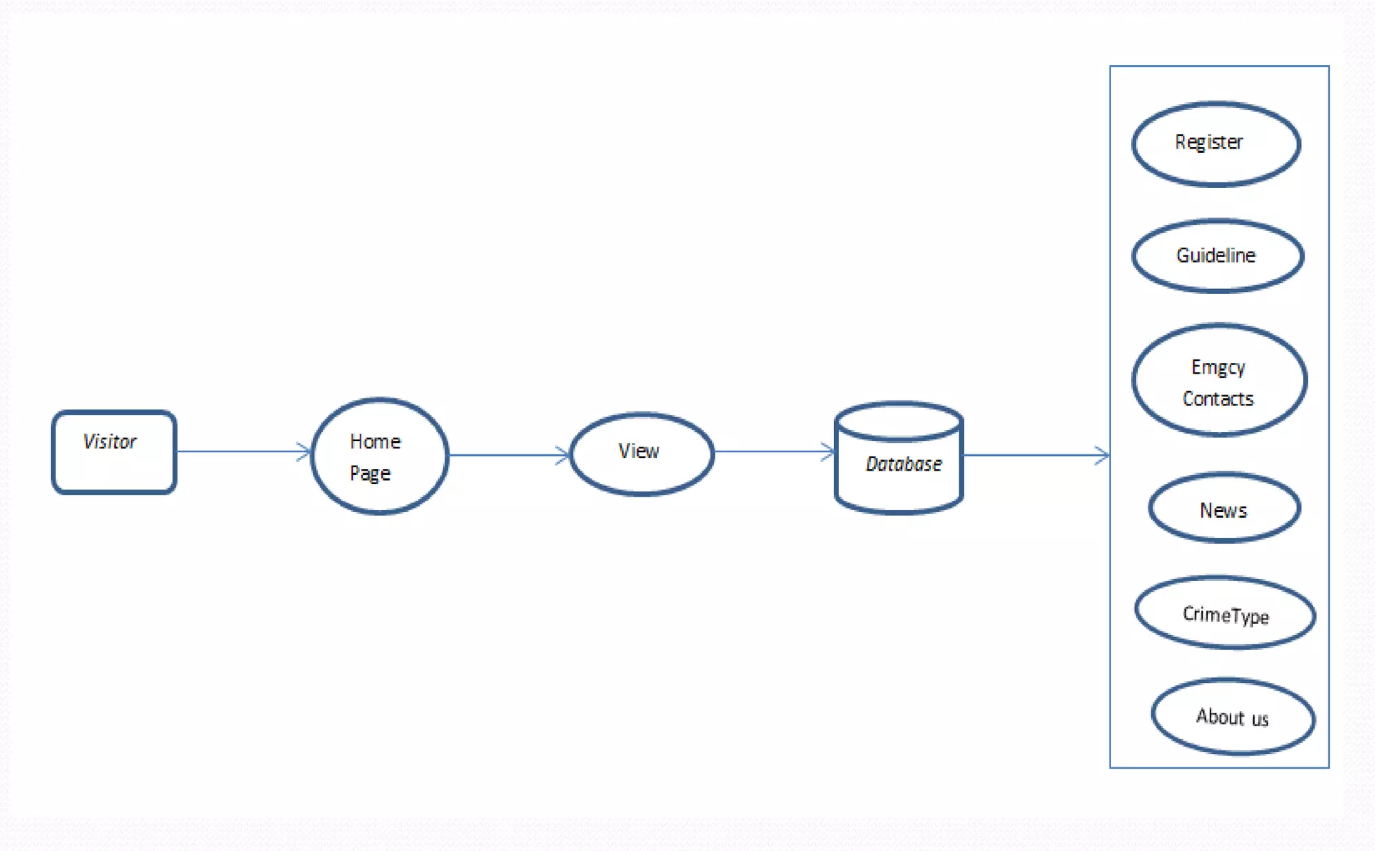 Visitor
Home
Page
View
Database
Register
Guideline
Emgcy
Contacts
News
CrimeType
About us